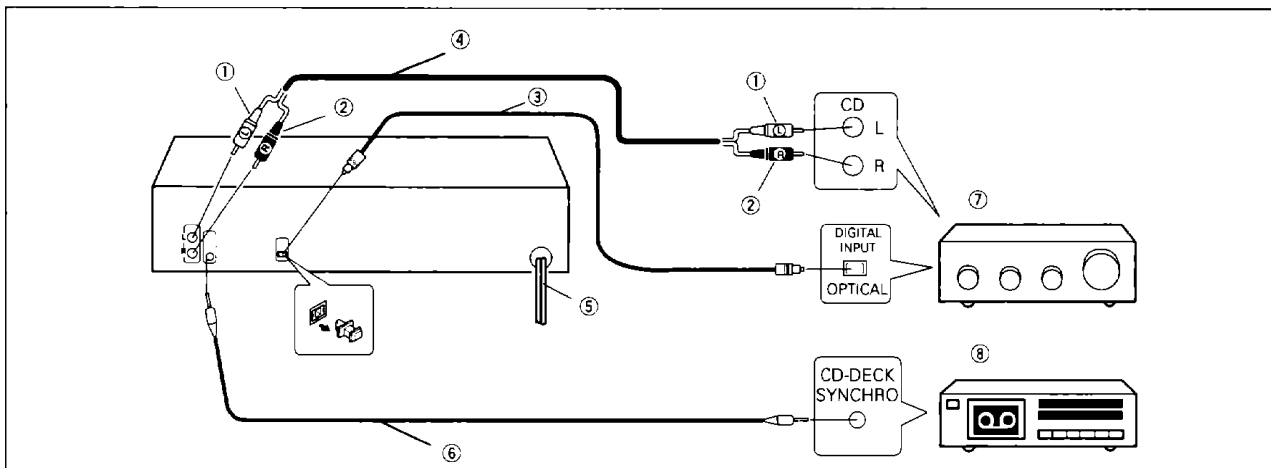 ④
① ③ ①
② CD
L L
R R R
② ⑦
DIGITAL
INPUT
OPTICAL
⑤
⑧
CD-DECK
SYNCHRO
⑥